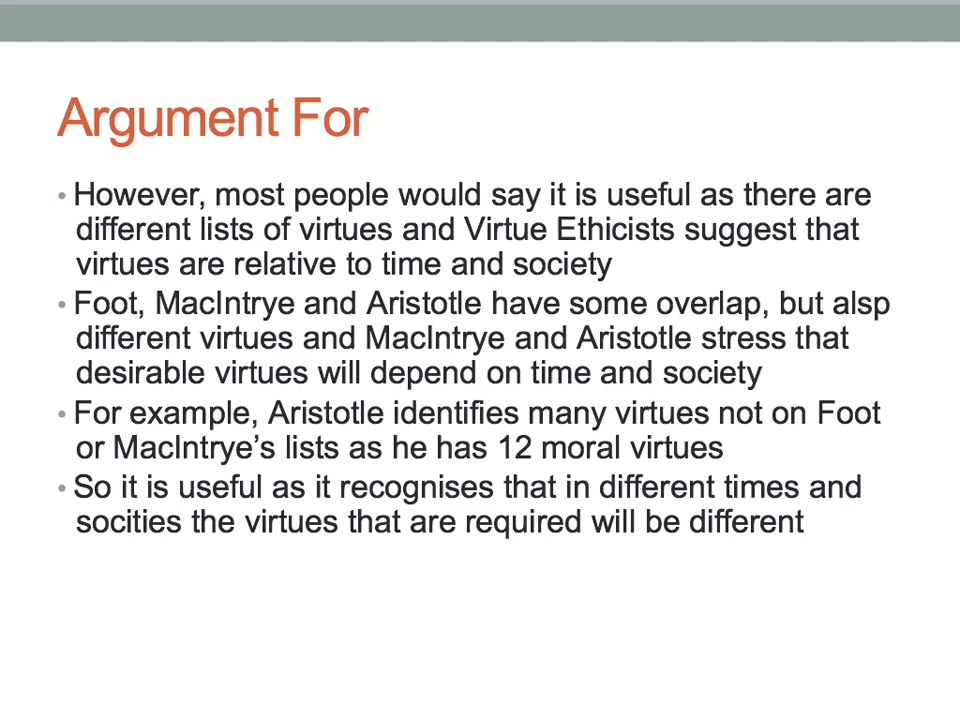 Argument For
• However, most people would say it is useful as there are
different lists of virtues and Virtue Ethicists suggest that
virtues are relative to time and society
• Foot, MacIntrye and Aristotle have some overlap, but alsp
different virtues and MacIntrye and Aristotle stress that
desirable virtues will depend on time and society
• For example, Aristotle identifies many virtues not on Foot
or MacIntrye’s lists as he has 12 moral virtues
• So it is useful as it recognises that in different times and
socities the virtues that are required will be different